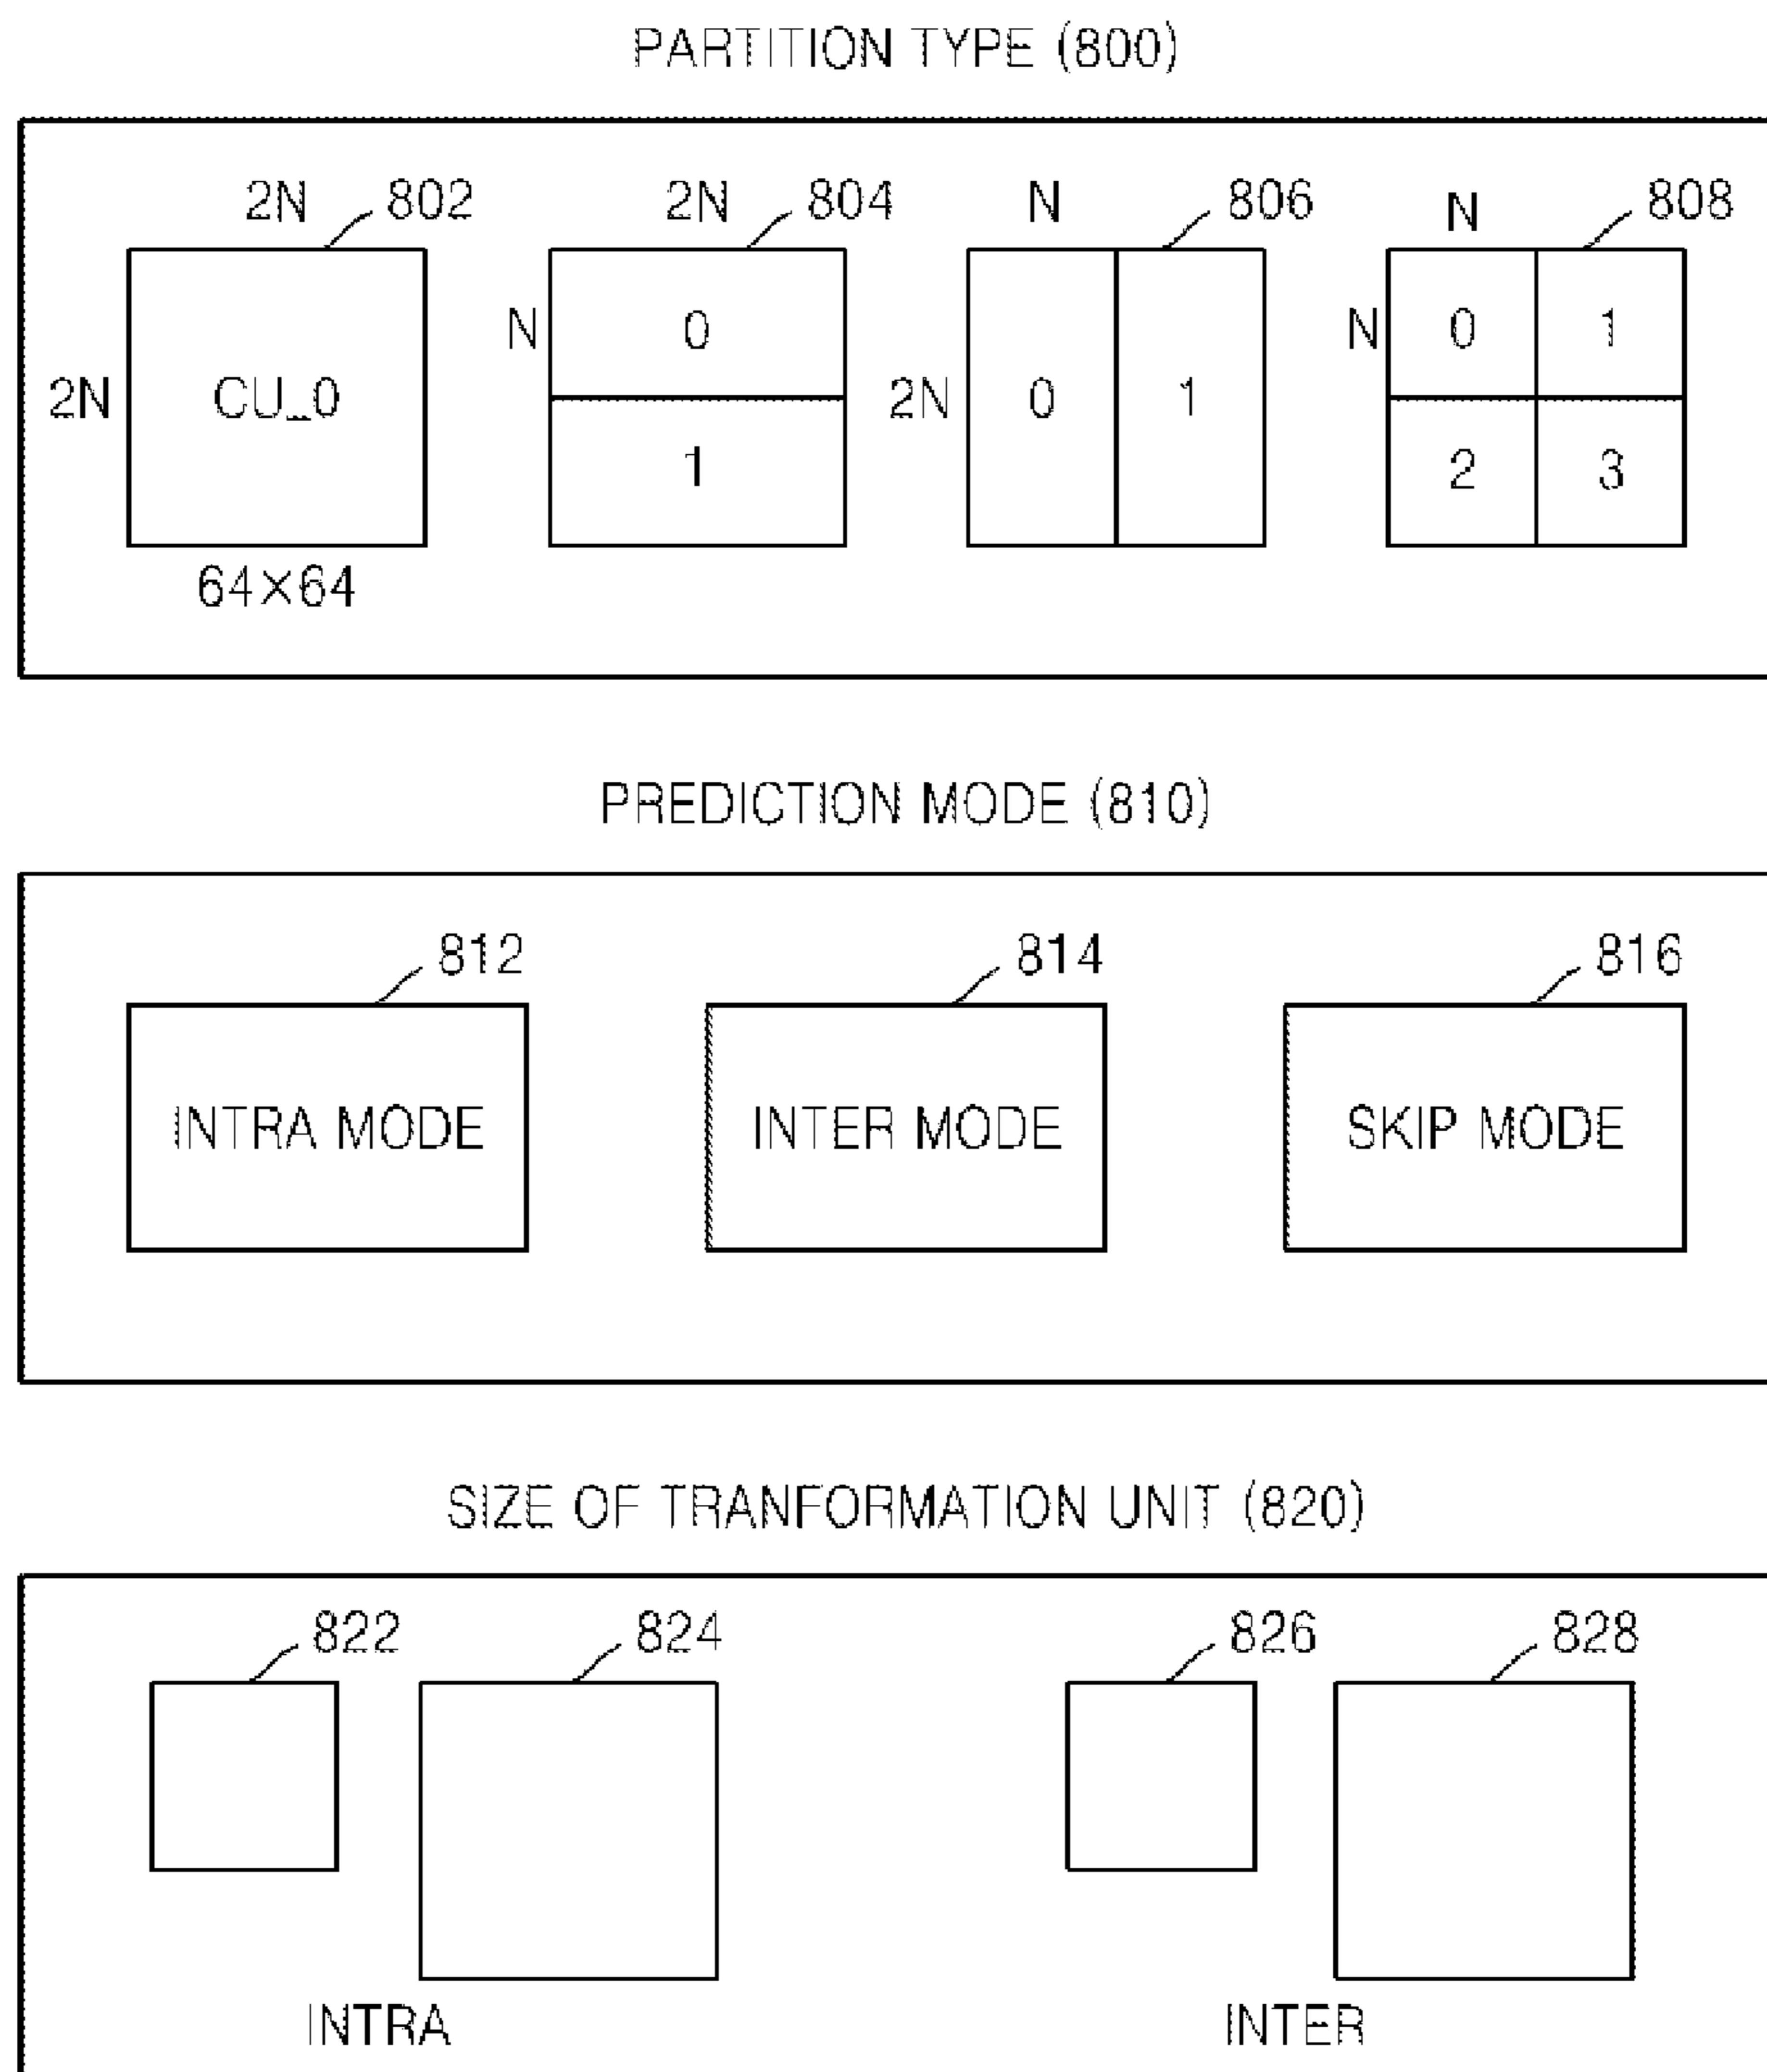 PARTITION TYPE (800)
2N 802 2N 804 N 806 N 808
N 0 N 0 1
2N CU_0 2N 0 1
1 2 3
64×64
PREDICTION MODE (810)
812 814 816
INTRA MODE INTER MODE SKIP MODE
SIZE OF TRANFORMATION UNIT (820)
822 824 826 828
INTRA INTER